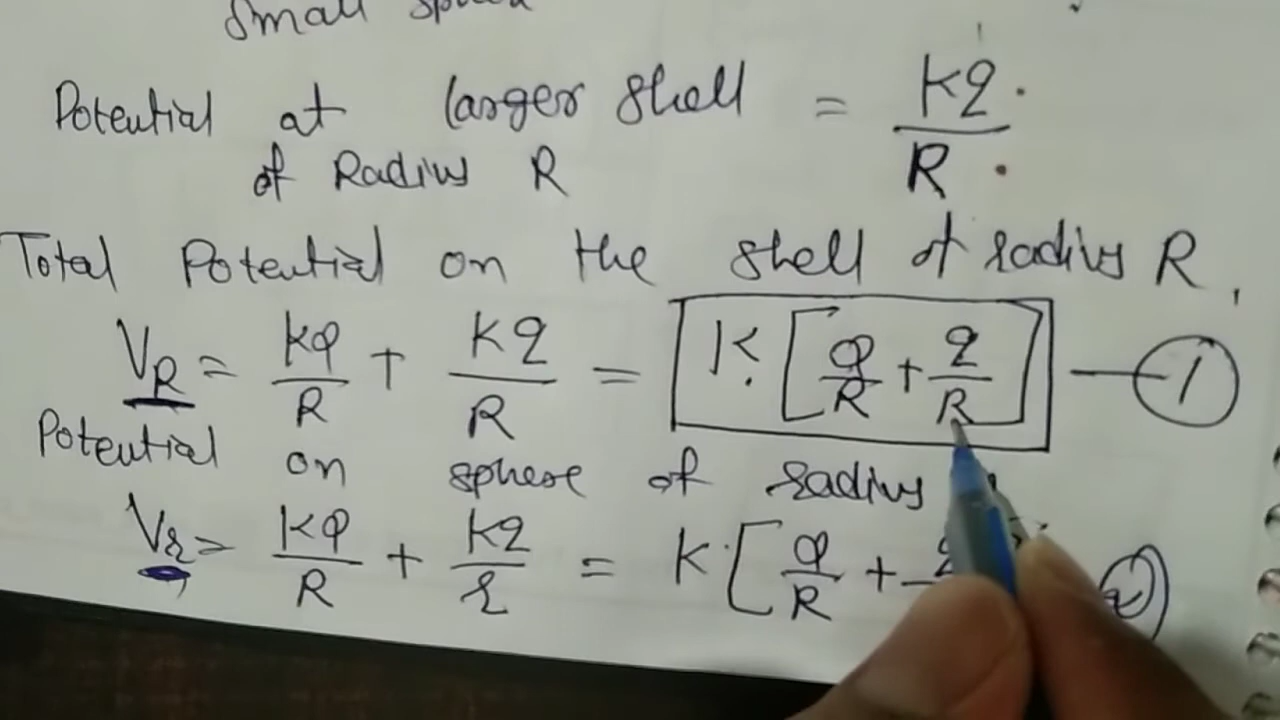 Small
Potential at larger shell = KQ/R
of Radius R
Total Potential on the shell of radius R,
V_R = KQ/R + Kq/R = K[Q/R + q/R] — 1
Potential on sphere of radius
V_r = KQ/R + Kq/r = K[Q/R +